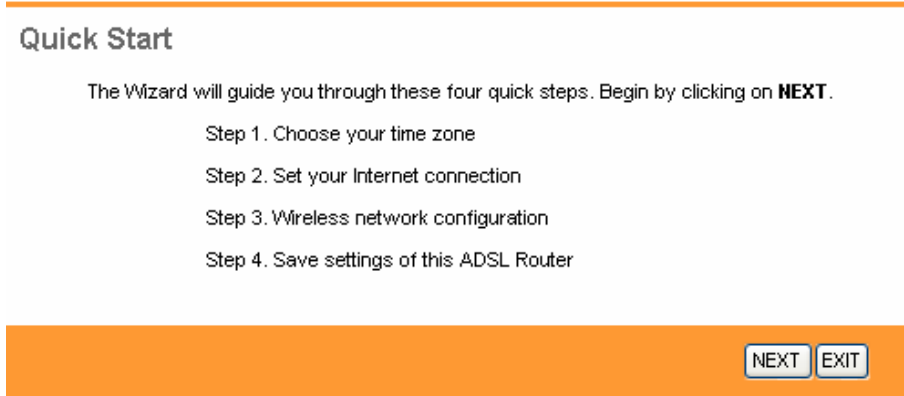 Quick Start
The Wizard will guide you through these four quick steps. Begin by clicking on NEXT.
Step 1. Choose your time zone
Step 2. Set your Internet connection
Step 3. Wireless network configuration
Step 4. Save settings of this ADSL Router
NEXT EXIT